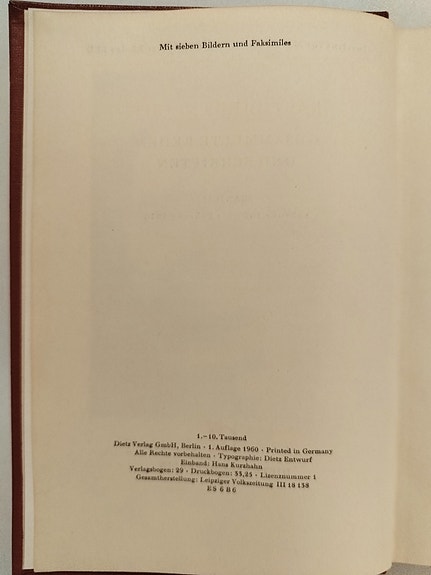 Mit sieben Bildern und Faksimiles
1.–10. Tausend
Dietz Verlag GmbH, Berlin · 1. Auflage 1960 · Printed in Germany
Alle Rechte vorbehalten · Typographie: Dietz Entwurf
Einband: Hans Kurzhahn
Verlagsbogen: 29 · Druckbogen: 33,25 · Lizenznummer 1
Gesamtherstellung: Leipziger Volkszeitung III 18 138
ES 6 B 6